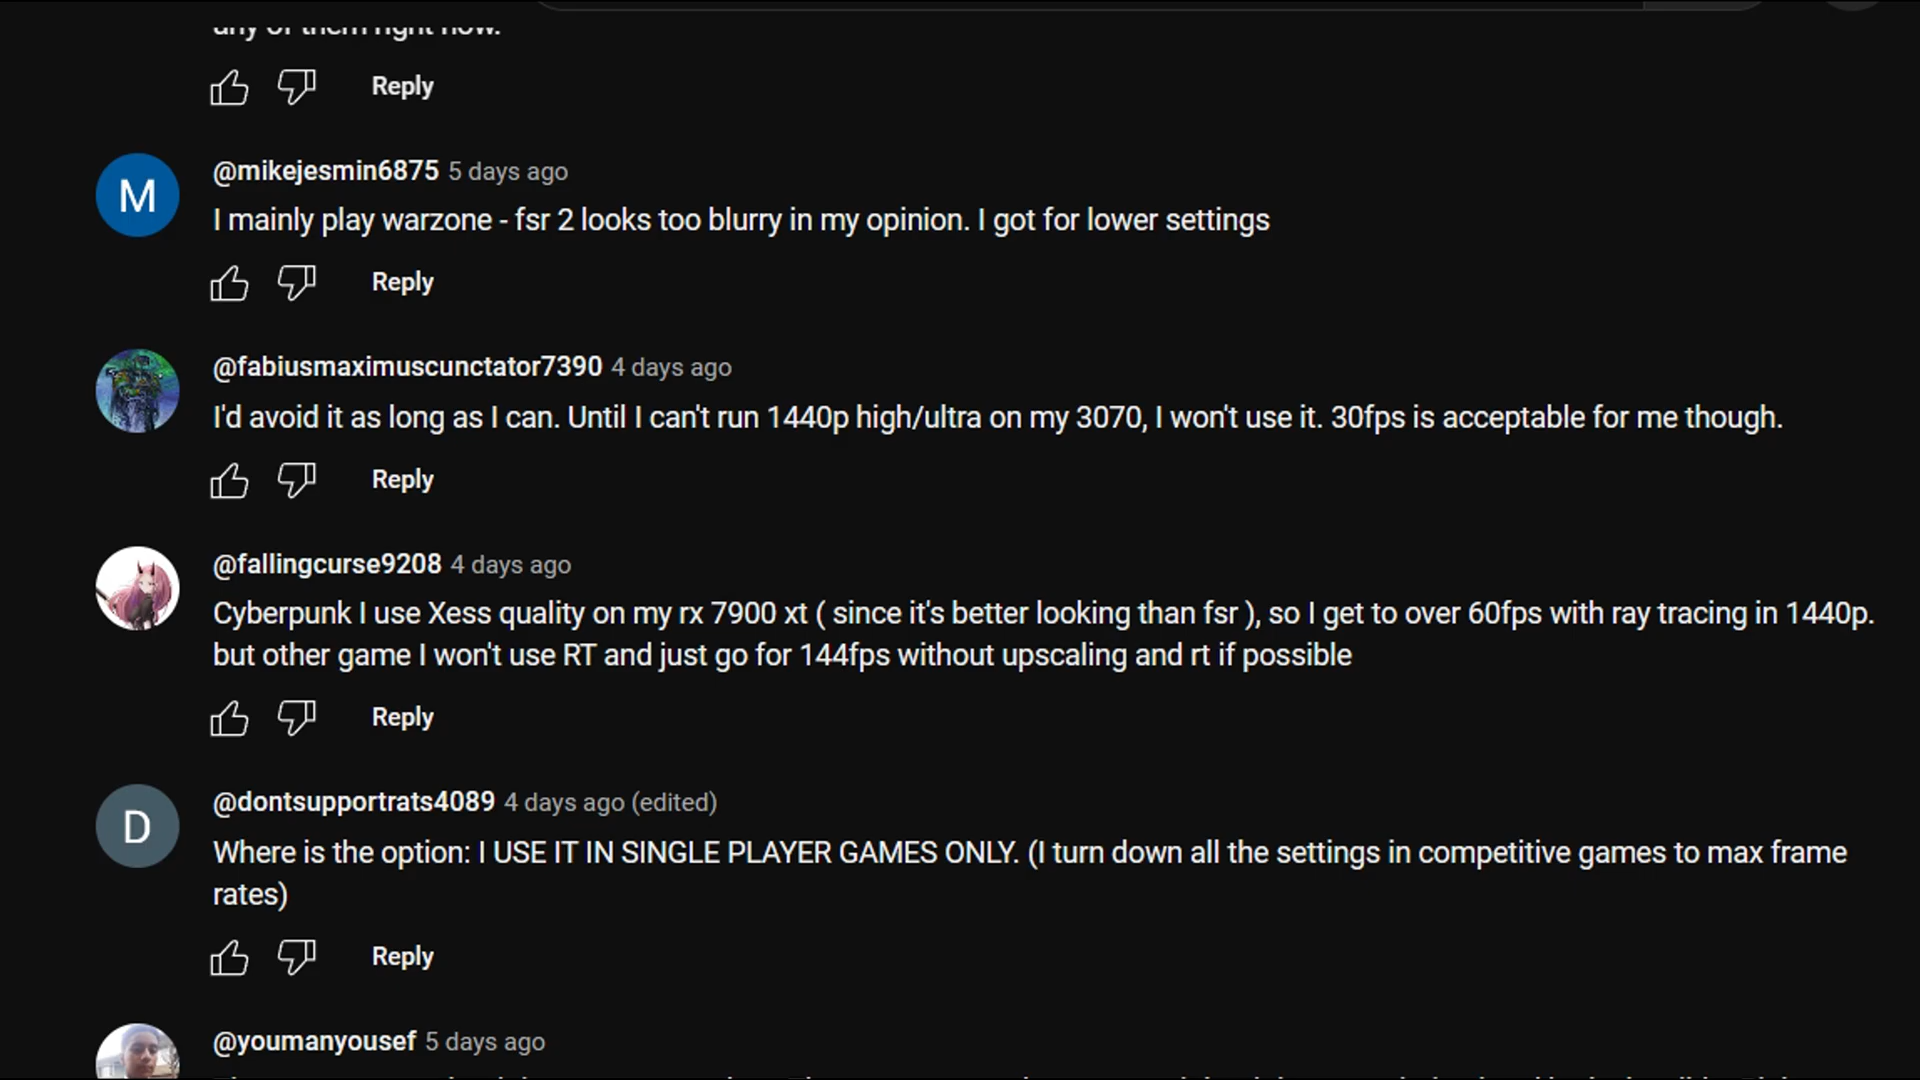 any of them right now.
Reply
@mikejesmin6875 5 days ago
M
I mainly play warzone - fsr 2 looks too blurry in my opinion. I got for lower settings
Reply
@fabiusmaximuscunctator7390 4 days ago
I'd avoid it as long as I can. Until I can't run 1440p high/ultra on my 3070, I won't use it. 30fps is acceptable for me though.
Reply
@fallingcurse9208 4 days ago
Cyberpunk I use Xess quality on my rx 7900 xt ( since it's better looking than fsr ), so I get to over 60fps with ray tracing in 1440p.
but other game I won't use RT and just go for 144fps without upscaling and rt if possible
Reply
@dontsupportrats4089 4 days ago (edited)
D
Where is the option: I USE IT IN SINGLE PLAYER GAMES ONLY. (I turn down all the settings in competitive games to max frame
rates)
Reply
@youmanyousef 5 days ago